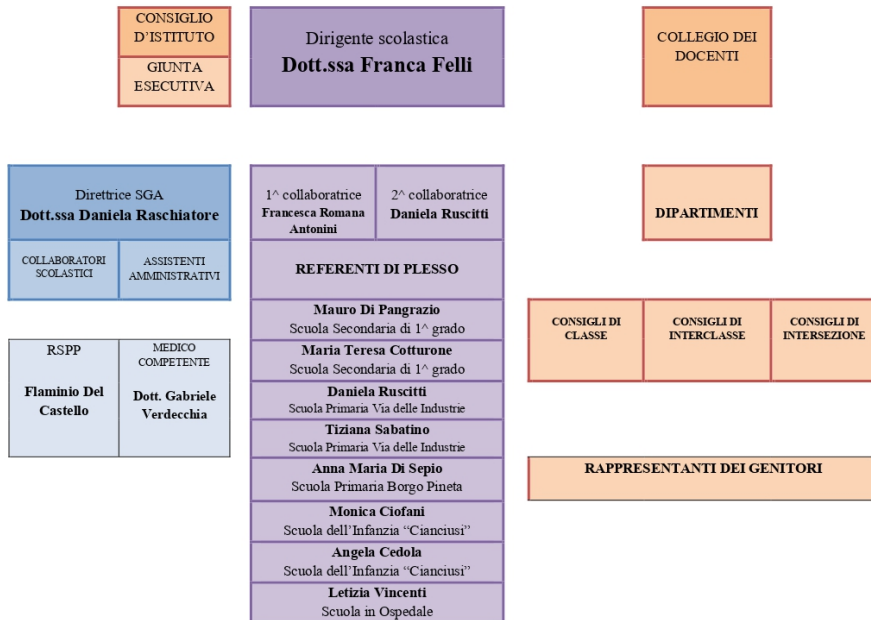 CONSIGLIO
D'ISTITUTO
GIUNTA
ESECUTIVA
Dirigente scolastica
Dott.ssa Franca Felli
COLLEGIO DEI
DOCENTI
Direttrice SGA
Dott.ssa Daniela Raschiatore
COLLABORATORI
SCOLASTICI
ASSISTENTI
AMMINISTRATIVI
1^ collaboratrice
Francesca Romana
Antonini
2^ collaboratrice
Daniela Ruscitti
DIPARTIMENTI
REFERENTI DI PLESSO
Mauro Di Pangrazio
Scuola Secondaria di 1^ grado
Maria Teresa Cotturone
Scuola Secondaria di 1^ grado
Daniela Ruscitti
Scuola Primaria Via delle Industrie
Tiziana Sabatino
Scuola Primaria Via delle Industrie
Anna Maria Di Sepio
Scuola Primaria Borgo Pineta
Monica Ciofani
Scuola dell'Infanzia “Cianciusi”
Angela Cedola
Scuola dell'Infanzia “Cianciusi”
Letizia Vincenti
Scuola in Ospedale
RSPP
Flaminio Del
Castello
MEDICO
COMPETENTE
Dott. Gabriele
Verdecchia
CONSIGLI DI
CLASSE
CONSIGLI DI
INTERCLASSE
CONSIGLI DI
INTERSEZIONE
RAPPRESENTANTI DEI GENITORI